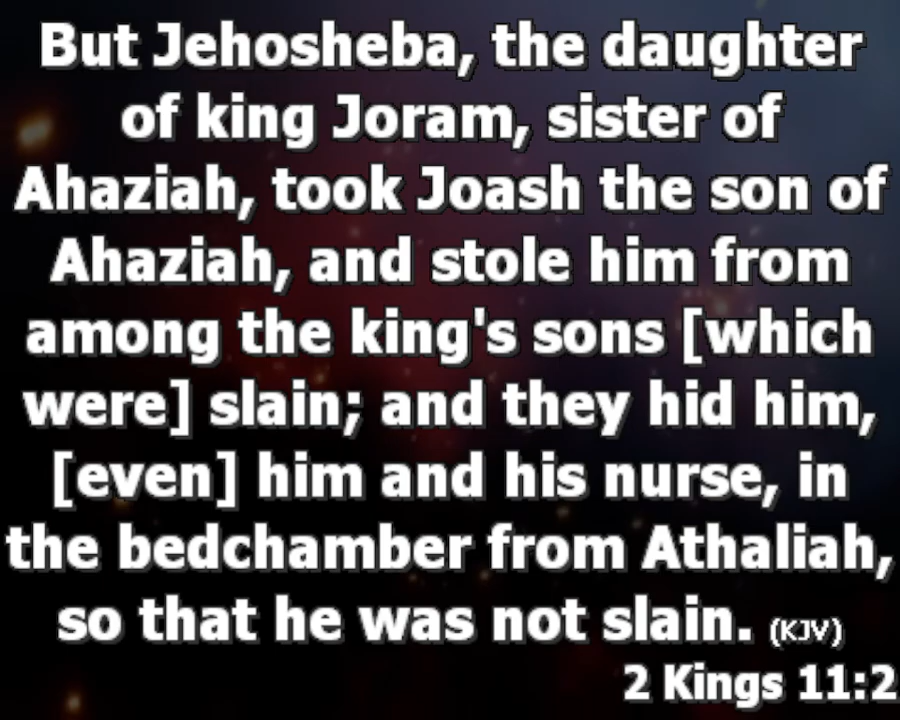 But Jehosheba, the daughter
of king Joram, sister of
Ahaziah, took Joash the son of
Ahaziah, and stole him from
among the king's sons [which
were] slain; and they hid him,
[even] him and his nurse, in
the bedchamber from Athaliah,
so that he was not slain. (KJV)
2 Kings 11:2